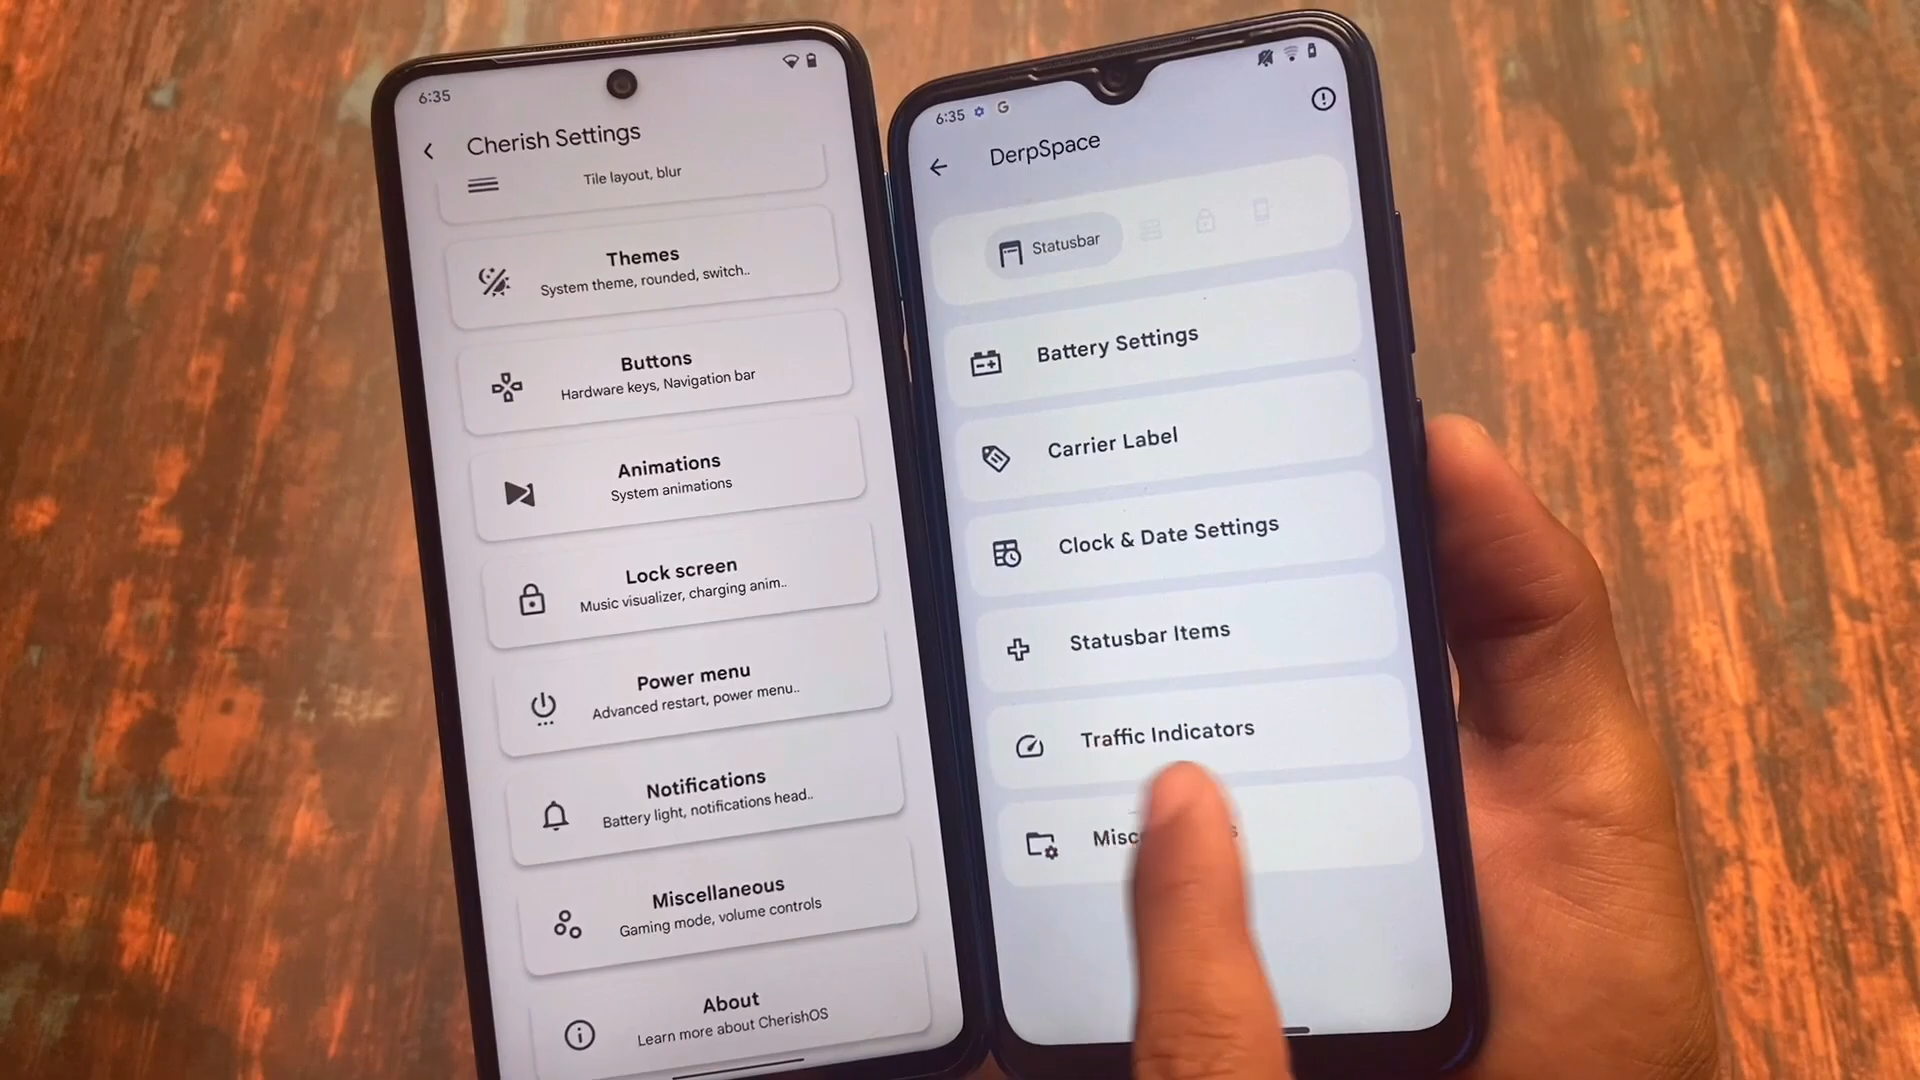 6:35
Cherish Settings
Tile layout, blur
Themes
System theme, rounded, switch..
Buttons
Hardware keys, Navigation bar
Animations
System animations
Lock screen
Music visualizer, charging anim..
Power menu
Advanced restart, power menu..
Notifications
Battery light, notifications head..
Miscellaneous
Gaming mode, volume controls
About
Learn more about CherishOS
6:35 G
DerpSpace
Statusbar
Battery Settings
Carrier Label
Clock & Date Settings
Statusbar Items
Traffic Indicators